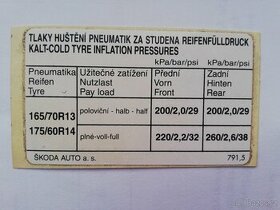 TLAKY HUŠTĚNÍ PNEUMATIK ZA STUDENA REIFENFÜLLDRUCK
KALT-COLD TYRE INFLATION PRESSURES
kPa/bar/psi kPa/bar/psi
Pneumatika Užitečné zatížení Přední Zadní
Reifen Nutzlast Vorn Hinten
Tyre Pay load Front Rear
165/70R13 poloviční - halb - half 200/2,0/29 200/2,0/29
175/60R14 plné-voll-full 220/2,2/32 260/2,6/38
ŠKODA AUTO a. s. 791,5